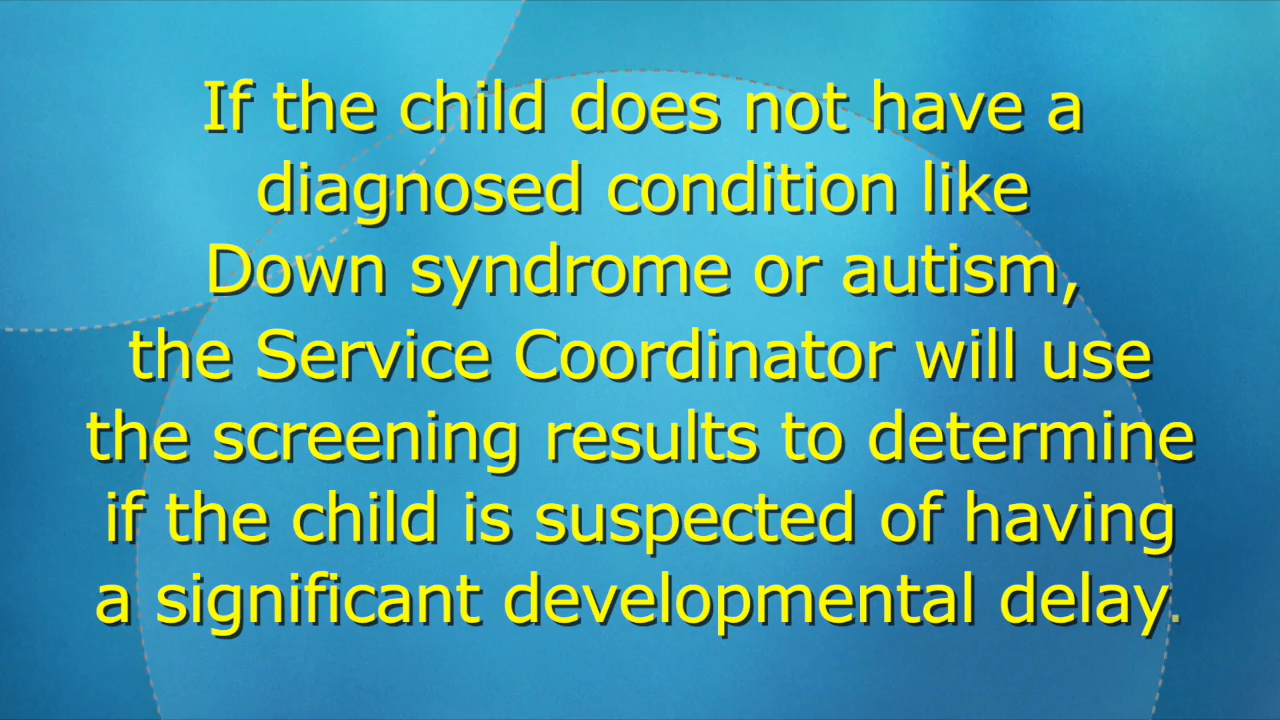 If the child does not have a
diagnosed condition like
Down syndrome or autism,
the Service Coordinator will use
the screening results to determine
if the child is suspected of having
a significant developmental delay.